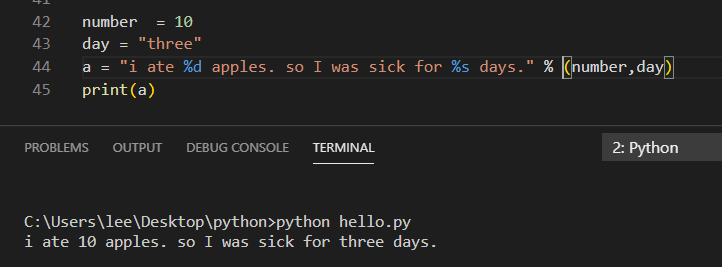 42 number  = 10
43 day = "three"
44 a = "i ate %d apples. so I was sick for %s days." % (number,day)
45 print(a)
PROBLEMS OUTPUT DEBUG CONSOLE TERMINAL 2: Python
C:\Users\lee\Desktop\python>python hello.py
i ate 10 apples. so I was sick for three days.